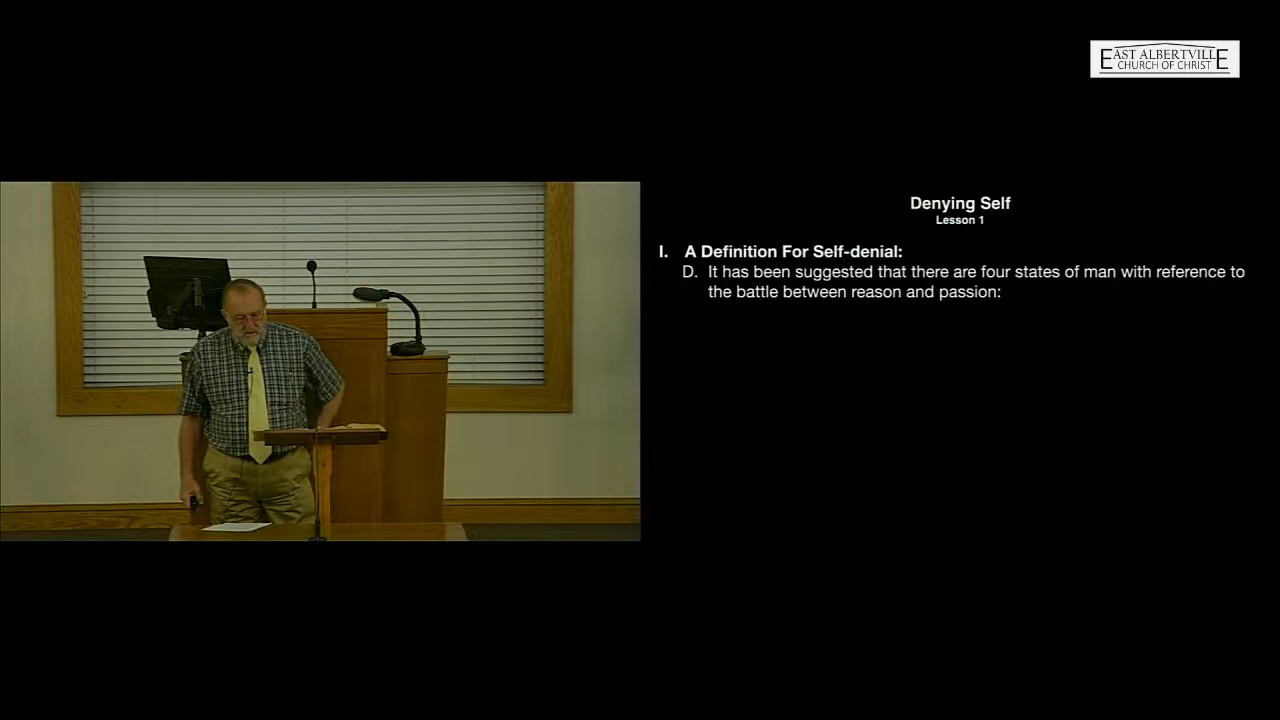 EAST ALBERTVILLE
CHURCH OF CHRIST
Denying Self
Lesson 1
I. A Definition For Self-denial:
D. It has been suggested that there are four states of man with reference to
the battle between reason and passion: